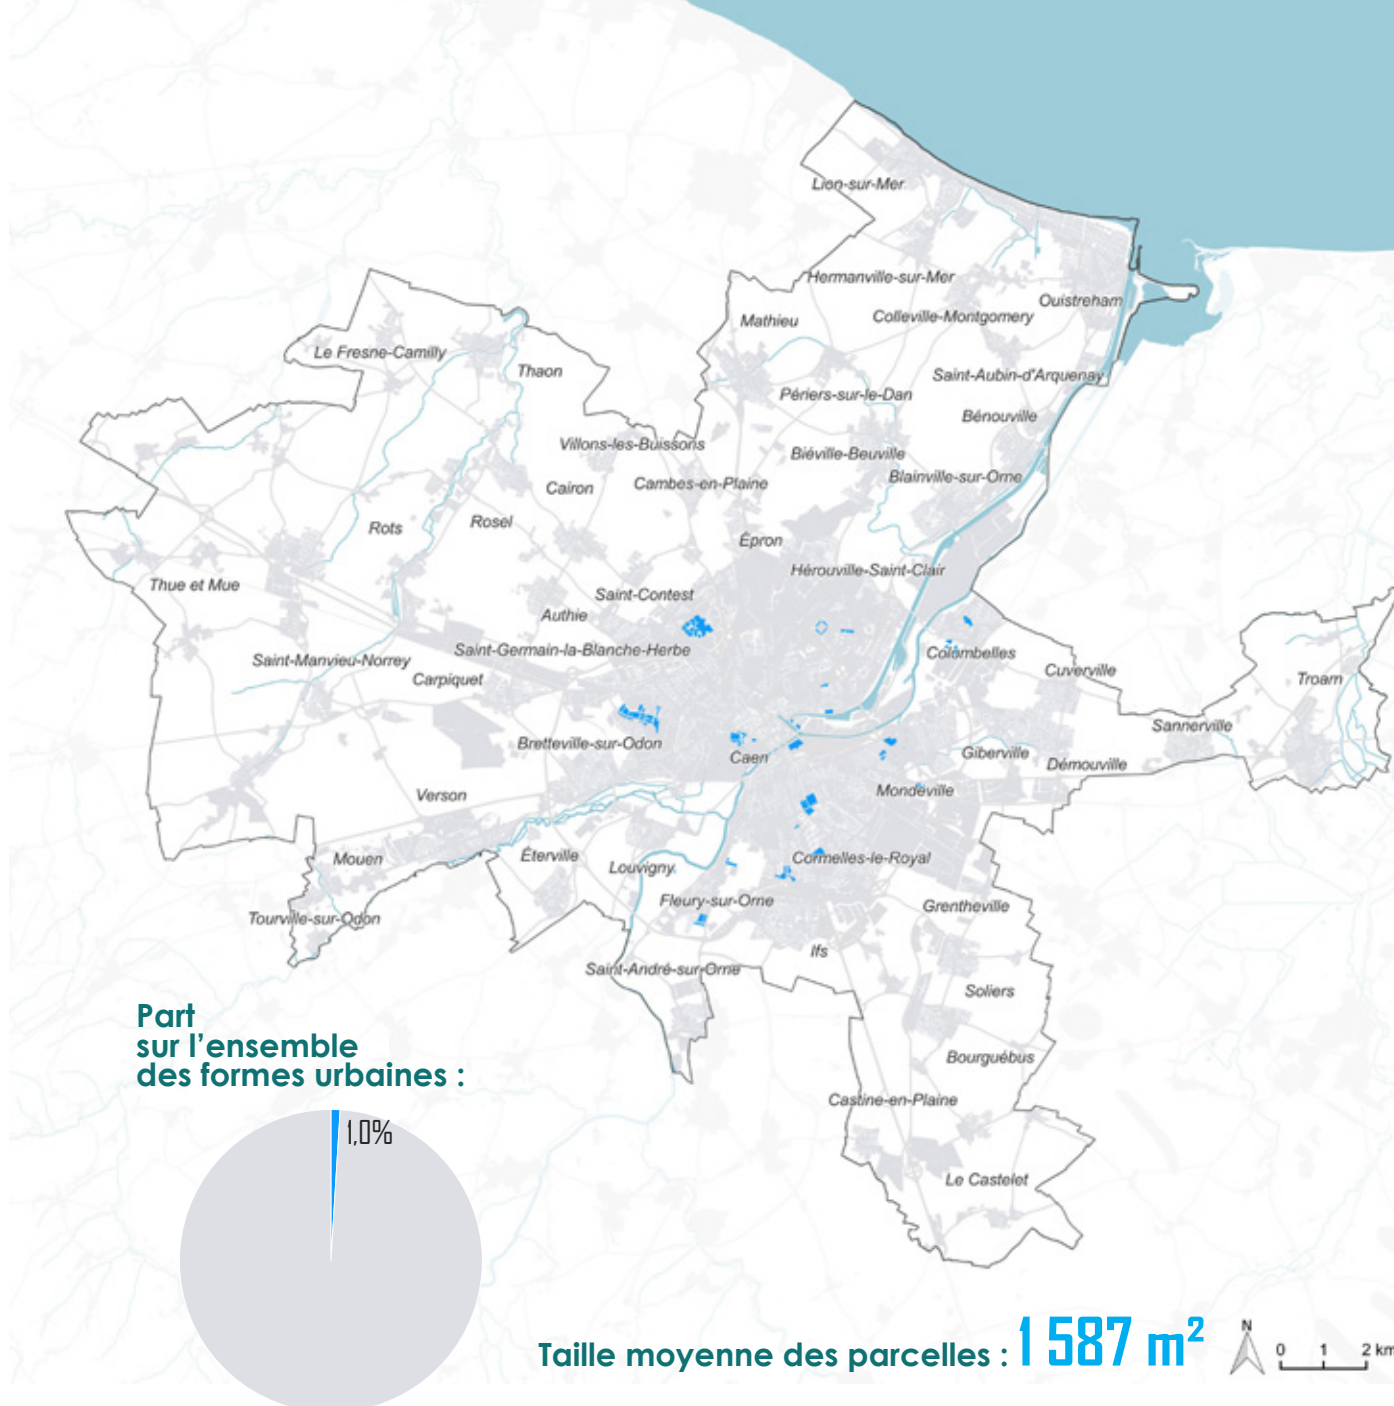 Lion-sur-Mer
Hermanville-sur-Mer
Ouistreham
Colleville-Montgomery
Mathieu
Le Fresne-Camilly
Thaon
Saint-Aubin-d'Arquenay
Périers-sur-le-Dan
Bénouville
Villons-les-Buissons
Biéville-Beuville
Blainville-sur-Orne
Cambes-en-Plaine
Cairon
Rosel
Rots
Épron
Hérouville-Saint-Clair
Thue et Mue
Saint-Contest
Authie
Saint-Germain-la-Blanche-Herbe
Colombelles
Saint-Manvieu-Norrey
Carpiquet
Cuverville
Troarn
Sannerville
Bretteville-sur-Odon
Caen
Giberville
Démouville
Verson
Mondeville
Mouen
Éterville
Louvigny
Cormelles-le-Royal
Fleury-sur-Orne
Grentheville
Tourville-sur-Odon
Ifs
Saint-André-sur-Orne
Soliers
Bourguébus
Castine-en-Plaine
Le Castelet
Part
sur l'ensemble
des formes urbaines :
1,0%
Taille moyenne des parcelles : 1 587 m²
N
0 1 2 km